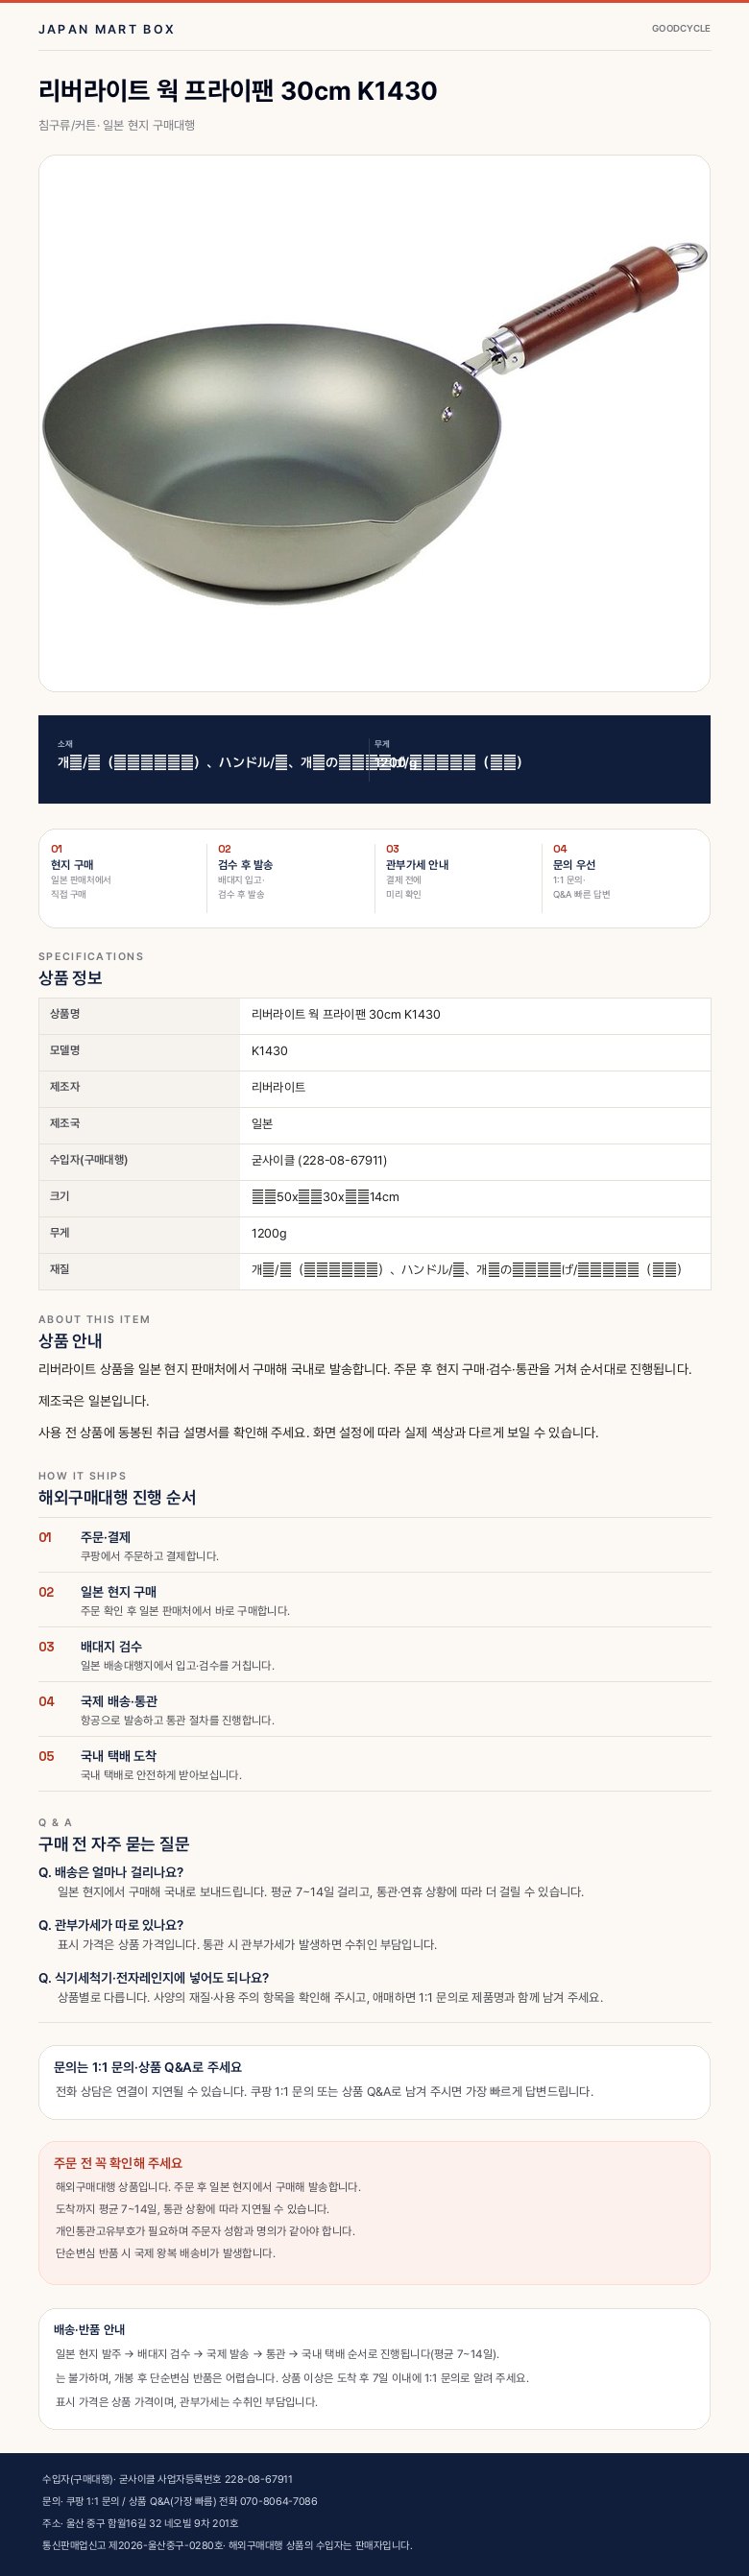 JAPAN MART BOX
GOODCYCLE
리버라이트 웍 프라이팬 30cm K1430
침구류/커튼· 일본 현지 구매대행
MADE IN JAPAN
소재
무게
개/、ハンドル/、개の
1200g
01
현지 구매
일본 판매처에서
직접 구매
02
검수 후 발송
배대지 입고·
검수 후 발송
03
관부가세 안내
결제 전에
미리 확인
04
문의 우선
1:1 문의·
Q&A 빠른 답변
SPECIFICATIONS
상품 정보
상품명 리버라이트 웍 프라이팬 30cm K1430
모델명 K1430
제조자 리버라이트
제조국 일본
수입자(구매대행) 굳사이클 (228-08-67911)
크기 50x30x14cm
무게 1200g
재질 개/、ハンドル/、개のげ/
ABOUT THIS ITEM
상품 안내
리버라이트 상품을 일본 현지 판매처에서 구매해 국내로 발송합니다. 주문 후 현지 구매·검수·통관을 거쳐 순서대로 진행됩니다.
제조국은 일본입니다.
사용 전 상품에 동봉된 취급 설명서를 확인해 주세요. 화면 설정에 따라 실제 색상과 다르게 보일 수 있습니다.
HOW IT SHIPS
해외구매대행 진행 순서
01 주문·결제
쿠팡에서 주문하고 결제합니다.
02 일본 현지 구매
주문 확인 후 일본 판매처에서 바로 구매합니다.
03 배대지 검수
일본 배송대행지에서 입고·검수를 거칩니다.
04 국제 배송·통관
항공으로 발송하고 통관 절차를 진행합니다.
05 국내 택배 도착
국내 택배로 안전하게 받아보십니다.
Q & A
구매 전 자주 묻는 질문
Q. 배송은 얼마나 걸리나요?
일본 현지에서 구매해 국내로 보내드립니다. 평균 7~14일 걸리고, 통관·연휴 상황에 따라 더 걸릴 수 있습니다.
Q. 관부가세가 따로 있나요?
표시 가격은 상품 가격입니다. 통관 시 관부가세가 발생하면 수취인 부담입니다.
Q. 식기세척기·전자레인지에 넣어도 되나요?
상품별로 다릅니다. 사양의 재질·사용 주의 항목을 확인해 주시고, 애매하면 1:1 문의로 제품명과 함께 남겨 주세요.
문의는 1:1 문의·상품 Q&A로 주세요
전화 상담은 연결이 지연될 수 있습니다. 쿠팡 1:1 문의 또는 상품 Q&A로 남겨 주시면 가장 빠르게 답변드립니다.
주문 전 꼭 확인해 주세요
해외구매대행 상품입니다. 주문 후 일본 현지에서 구매해 발송합니다.
도착까지 평균 7~14일, 통관 상황에 따라 지연될 수 있습니다.
개인통관고유부호가 필요하며 주문자 성함과 명의가 같아야 합니다.
단순변심 반품 시 국제 왕복 배송비가 발생합니다.
배송·반품 안내
일본 현지 발주 → 배대지 검수 → 국제 발송 → 통관 → 국내 택배 순서로 진행됩니다(평균 7~14일).
는 불가하며, 개봉 후 단순변심 반품은 어렵습니다. 상품 이상은 도착 후 7일 이내에 1:1 문의로 알려 주세요.
표시 가격은 상품 가격이며, 관부가세는 수취인 부담입니다.
수입자(구매대행)· 굳사이클 사업자등록번호 228-08-67911
문의· 쿠팡 1:1 문의 / 상품 Q&A(가장 빠름) 전화 070-8064-7086
주소· 울산 중구 함월16길 32 네오빌 9차 201호
통신판매업신고 제2026-울산중구-0280호· 해외구매대행 상품의 수입자는 판매자입니다.